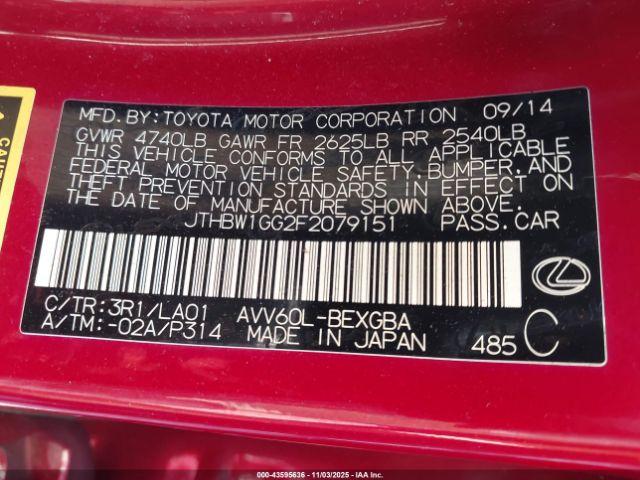 MFD. BY: TOYOTA MOTOR CORPORATION 09/14
GVWR 4740LB GAWR FR 2625LB RR 2540LB
THIS VEHICLE CONFORMS TO ALL APPLICABLE
FEDERAL MOTOR VEHICLE SAFETY, BUMPER, AND
THEFT PREVENTION STANDARDS IN EFFECT ON
THE DATE OF MANUFACTURE SHOWN ABOVE.
JTHBW1GG2F2079151 PASS. CAR
C/TR: 3R1/LA01 AVV60L-BEXGBA
A/TM: -02A/P314 MADE IN JAPAN 485 C
AVE: 000-43595636 | 11/03/2025 - IAA Inc.